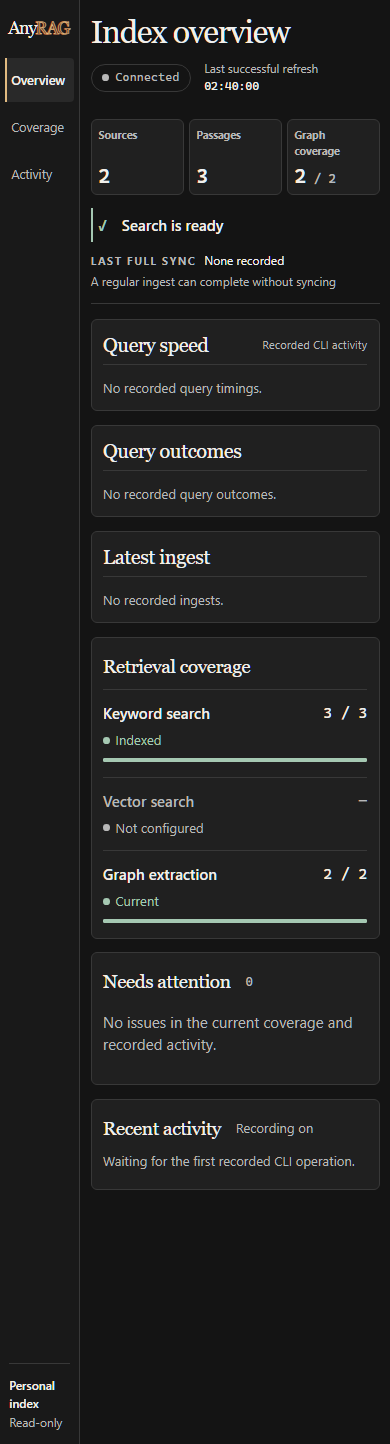 AnyRAG
Overview
Coverage
Activity
Index overview
Connected
Last successful refresh
02:40:00
Sources
2
Passages
3
Graph
coverage
2 / 2
✓ Search is ready
LAST FULL SYNC None recorded
A regular ingest can complete without syncing
Query speed
Recorded CLI activity
No recorded query timings.
Query outcomes
No recorded query outcomes.
Latest ingest
No recorded ingests.
Retrieval coverage
Keyword search 3 / 3
Indexed
Vector search —
Not configured
Graph extraction 2 / 2
Current
Needs attention 0
No issues in the current coverage and
recorded activity.
Recent activity Recording on
Waiting for the first recorded CLI operation.
Personal
index
Read-only